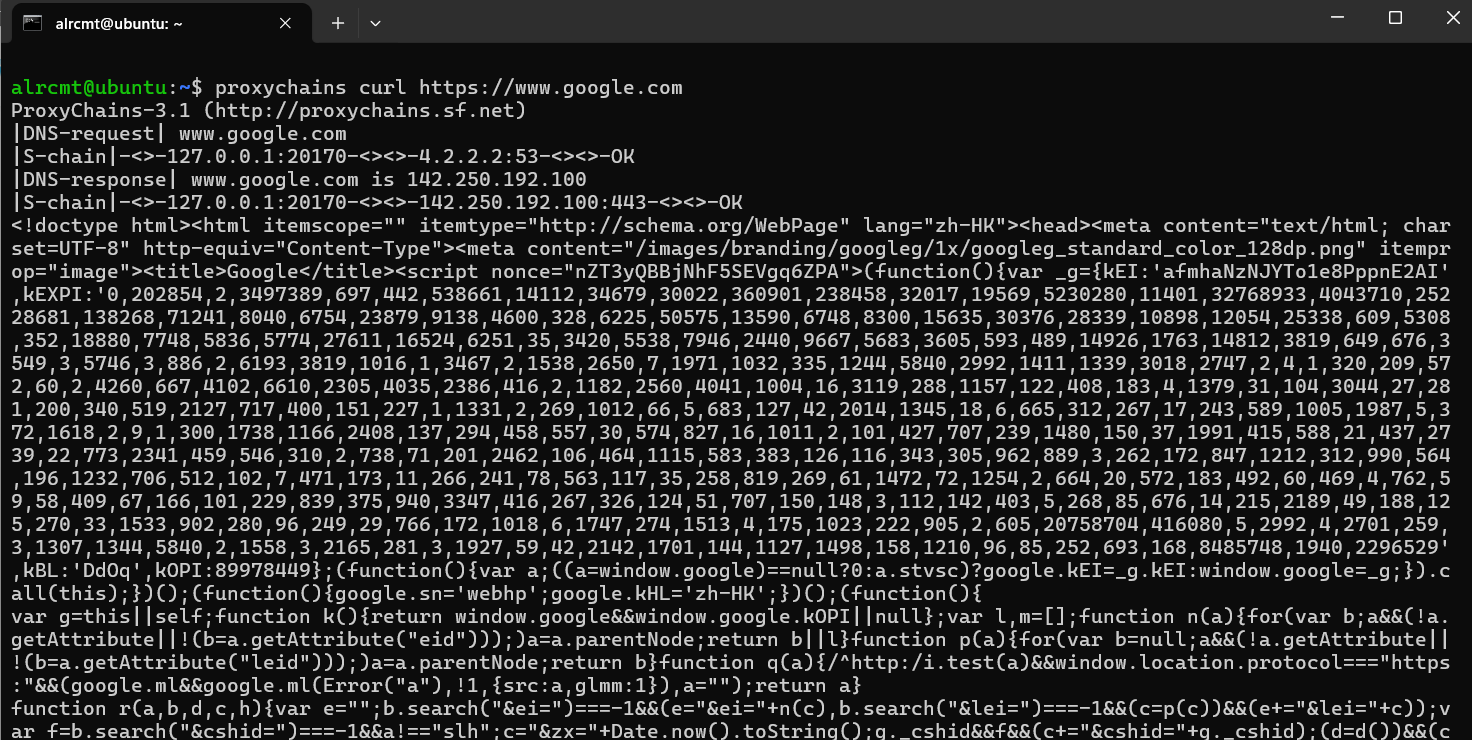 alrcmt@ubuntu: ~
alrcmt@ubuntu:~$ proxychains curl https://www.google.com
ProxyChains-3.1 (http://proxychains.sf.net)
|DNS-request| www.google.com
|S-chain|-<>-127.0.0.1:20170-<><>-4.2.2.2:53-<><>-OK
|DNS-response| www.google.com is 142.250.192.100
|S-chain|-<>-127.0.0.1:20170-<><>-142.250.192.100:443-<><>-OK
<!doctype html><html itemscope="" itemtype="http://schema.org/WebPage" lang="zh-HK"><head><meta content="text/html; char
set=UTF-8" http-equiv="Content-Type"><meta content="/images/branding/googleg/1x/googleg_standard_color_128dp.png" itempr
op="image"><title>Google</title><script nonce="nZT3yQBBjNhF5SEVgq6ZPA">(function(){var _g={kEI:'afmhaNzNJYTo1e8PppnE2AI'
,kEXPI:'0,202854,2,3497389,697,442,538661,14112,34679,30022,360901,238458,32017,19569,5230280,11401,32768933,4043710,252
28681,138268,71241,8040,6754,23879,9138,4600,328,6225,50575,13590,6748,8300,15635,30376,28339,10898,12054,25338,609,5308
,352,18880,7748,5836,5774,27611,16524,6251,35,3420,5538,7946,2440,9667,5683,3605,593,489,14926,1763,14812,3819,649,676,3
549,3,5746,3,886,2,6193,3819,1016,1,3467,2,1538,2650,7,1971,1032,335,1244,5840,2992,1411,1339,3018,2747,2,4,1,320,209,57
2,60,2,4260,667,4102,6610,2305,4035,2386,416,2,1182,2560,4041,1004,16,3119,288,1157,122,408,183,4,1379,31,104,3044,27,28
1,200,340,519,2127,717,400,151,227,1,1331,2,269,1012,66,5,683,127,42,2014,1345,18,6,665,312,267,17,243,589,1005,1987,5,3
72,1618,2,9,1,300,1738,1166,2408,137,294,458,557,30,574,827,16,1011,2,101,427,707,239,1480,150,37,1991,415,588,21,437,27
39,22,773,2341,459,546,310,2,738,71,201,2462,106,464,1115,583,383,126,116,343,305,962,889,3,262,172,847,1212,312,990,564
,196,1232,706,512,102,7,471,173,11,266,241,78,563,117,35,258,819,269,61,1472,72,1254,2,664,20,572,183,492,60,469,4,762,5
9,58,409,67,166,101,229,839,375,940,3347,416,267,326,124,51,707,150,148,3,112,142,403,5,268,85,676,14,215,2189,49,188,12
5,270,33,1533,902,280,96,249,29,766,172,1018,6,1747,274,1513,4,175,1023,222,905,2,605,20758704,416080,5,2992,4,2701,259,
3,1307,1344,5840,2,1558,3,2165,281,3,1927,59,42,2142,1701,144,1127,1498,158,1210,96,85,252,693,168,8485748,1940,2296529'
,kBL:'DdOq',kOPI:89978449};(function(){var a;((a=window.google)==null?0:a.stvsc)?google.kEI=_g.kEI:window.google=_g;}).c
all(this);})();(function(){google.sn='webhp';google.kHL='zh-HK';})();(function(){
var g=this||self;function k(){return window.google&&window.google.kOPI||null};var l,m=[];function n(a){for(var b;a&&(!a.
getAttribute||!(b=a.getAttribute("eid")));)a=a.parentNode;return b||l}function p(a){for(var b=null;a&&(!a.getAttribute||
!(b=a.getAttribute("leid")));)a=a.parentNode;return b}function q(a){/^http:/i.test(a)&&window.location.protocol==="https
:"&&(google.ml&&google.ml(Error("a"),!1,{src:a,glmm:1}),a="");return a}
function r(a,b,d,c,h){var e="";b.search("&ei=")===-1&&(e="&ei="+n(c),b.search("&lei=")===-1&&(c=p(c))&&(e+="&lei="+c));v
ar f=b.search("&cshid=")===-1&&a!=="slh";c="&zx="+Date.now().toString();g._cshid&&f&&(c+="&cshid="+g._cshid);(d=d())&&(c